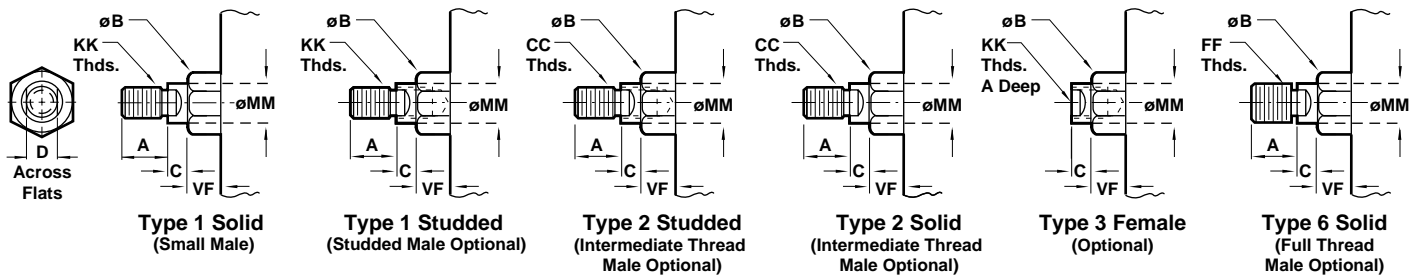 D
Across
Flats
øB
KK
Thds.
øMM
A
C
VF
Type 1 Solid
(Small Male)
øB
KK
Thds.
øMM
A
C
VF
Type 1 Studded
(Studded Male Optional)
øB
CC
Thds.
øMM
A
C
VF
Type 2 Studded
(Intermediate Thread
Male Optional)
øB
CC
Thds.
øMM
A
C
VF
Type 2 Solid
(Intermediate Thread
Male Optional)
øB
KK
Thds.
A Deep
øMM
C
VF
Type 3 Female
(Optional)
øB
FF
Thds.
øMM
A
C
VF
Type 6 Solid
(Full Thread
Male Optional)